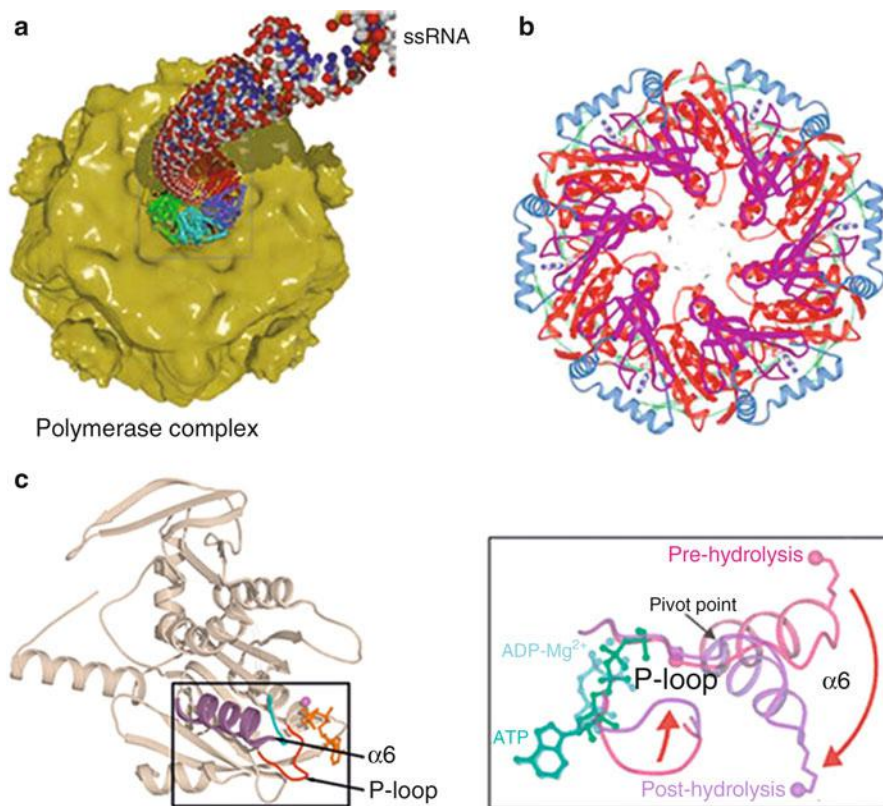 a
ssRNA
Polymerase complex
b
c
α6
P-loop
Pre-hydrolysis
Pivot point
ADP-Mg²⁺
P-loop
α6
ATP
Post-hydrolysis